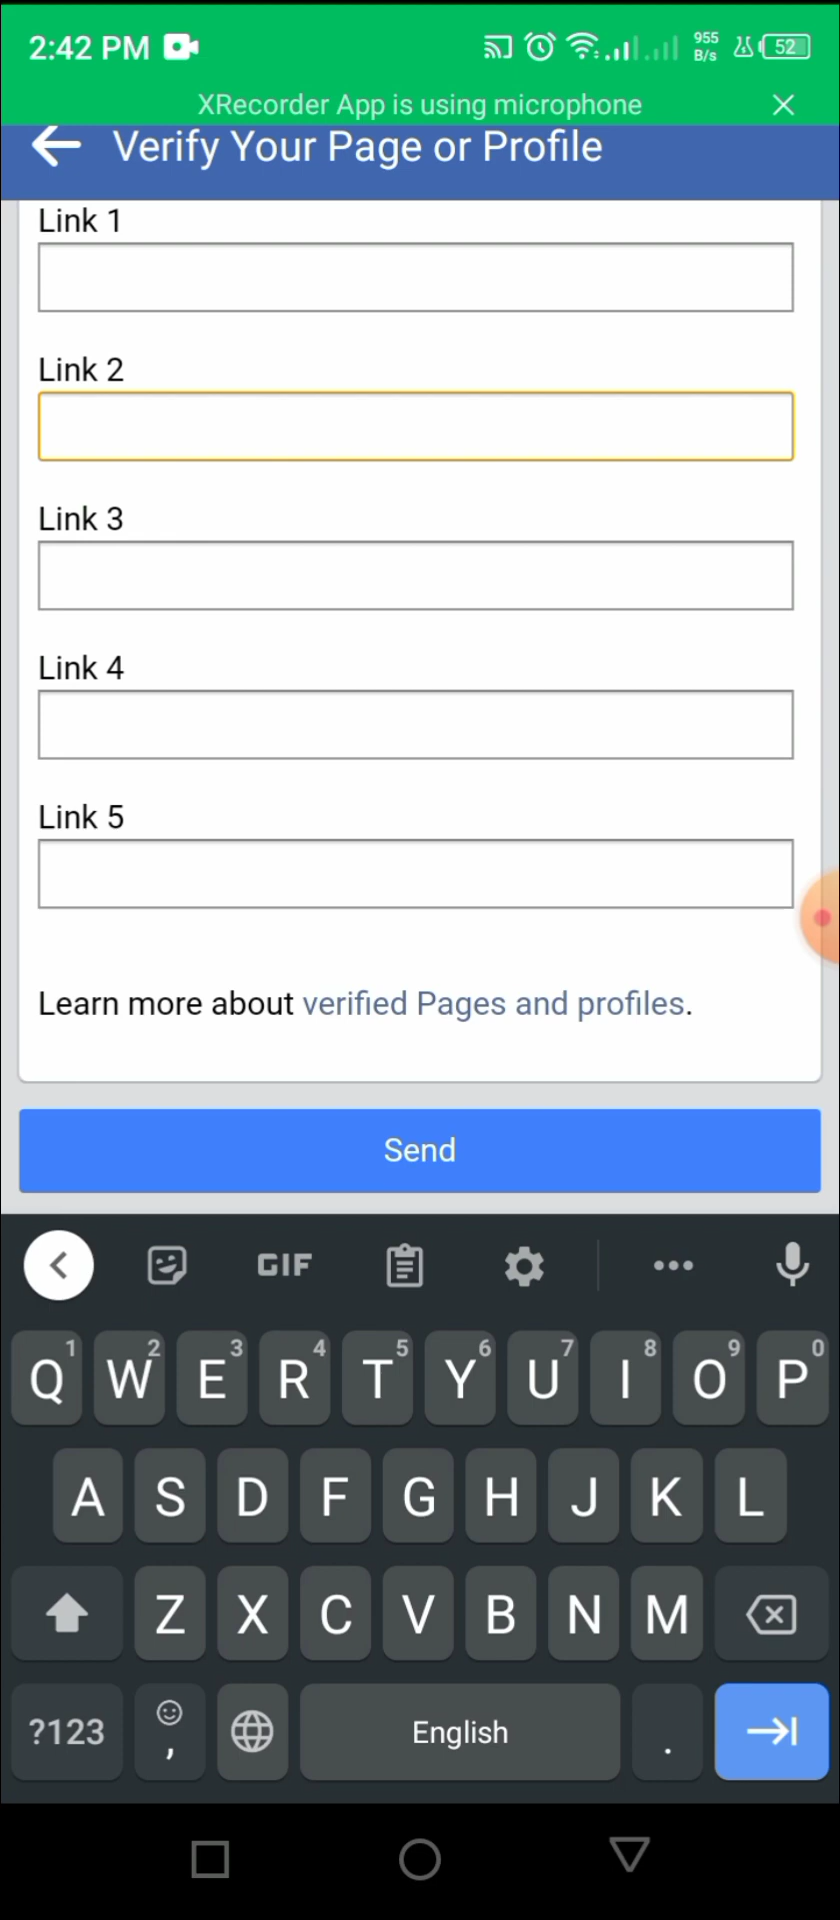 2:42 PM 955 B/s 52
XRecorder App is using microphone
Verify Your Page or Profile
Link 1
Link 2
Link 3
Link 4
Link 5
Learn more about verified Pages and profiles.
Send
GIF
Q1 W2 E3 R4 T5 Y6 U7 I8 O9 P0
A S D F G H J K L
Z X C V B N M
?123 , English .